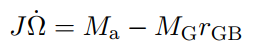 JΩ̇ = M_a − M_G r_GB